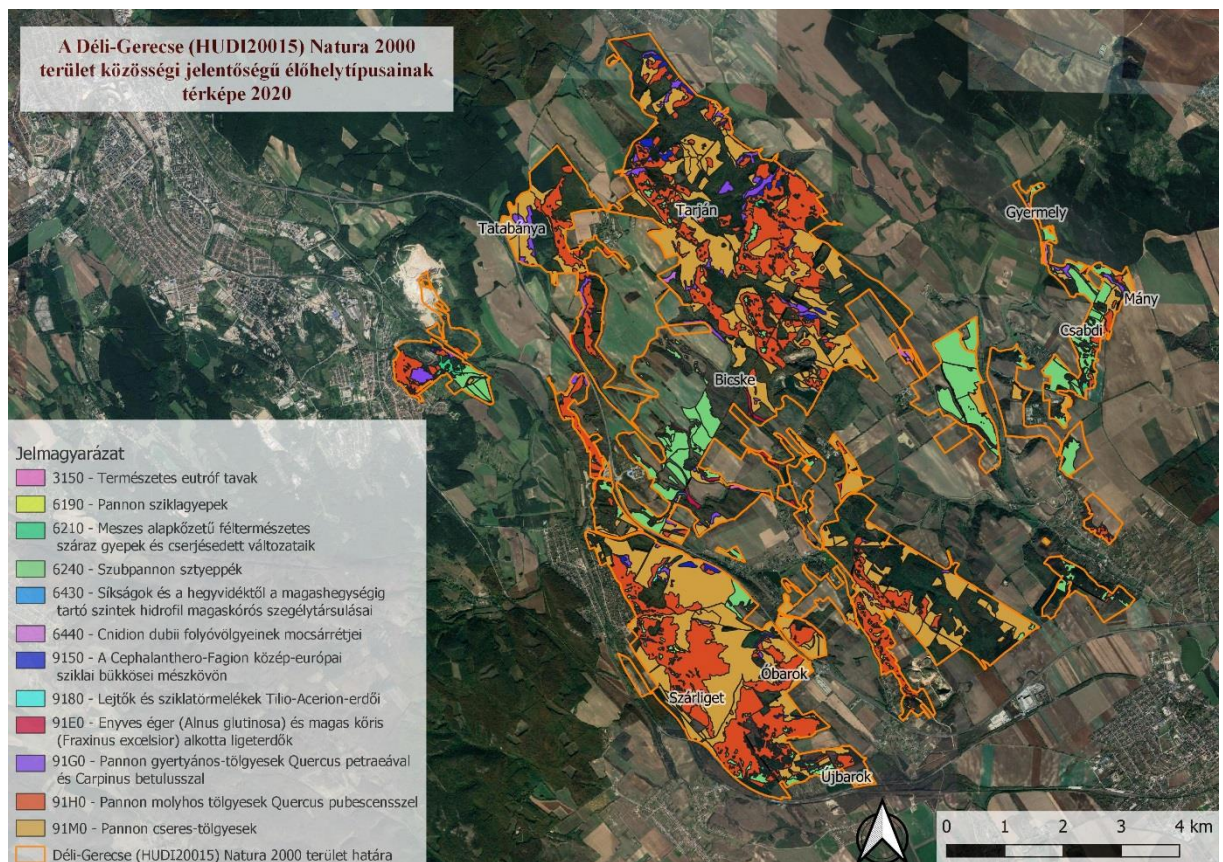 A Déli-Gerecse (HUDI20015) Natura 2000
terület közösségi jelentőségű élőhelytípusainak
térképe 2020
Gyermely
Tarján
Tatabánya
Mány
Csabdi
Bicske
Szárliget
Óbarok
Újbarok
Jelmagyarázat
3150 - Természetes eutróf tavak
6190 - Pannon sziklagyepek
6210 - Meszes alapkőzetű féltermészetes
száraz gyepek és cserjésedett változataik
6240 - Szubpannon sztyeppék
6430 - Síkságok és a hegyvidéktől a magashegységig
tartó szintek hidrofil magaskórós szegélytársulásai
6440 - Cnidion dubii folyóvölgyeinek mocsárrétjei
9150 - A Cephalanthero-Fagion közép-európai
sziklai bükkösei mészkövön
9180 - Lejtők és sziklatörmelékek Tilio-Acerion-erdői
91E0 - Enyves éger (Alnus glutinosa) és magas kőris
(Fraxinus excelsior) alkotta ligeterdők
91G0 - Pannon gyertyános-tölgyesek Quercus petraeával
és Carpinus betulusszal
91H0 - Pannon molyhos tölgyesek Quercus pubescensszel
91M0 - Pannon cseres-tölgyesek
Déli-Gerecse (HUDI20015) Natura 2000 terület határa
0 1 2 3 4 km